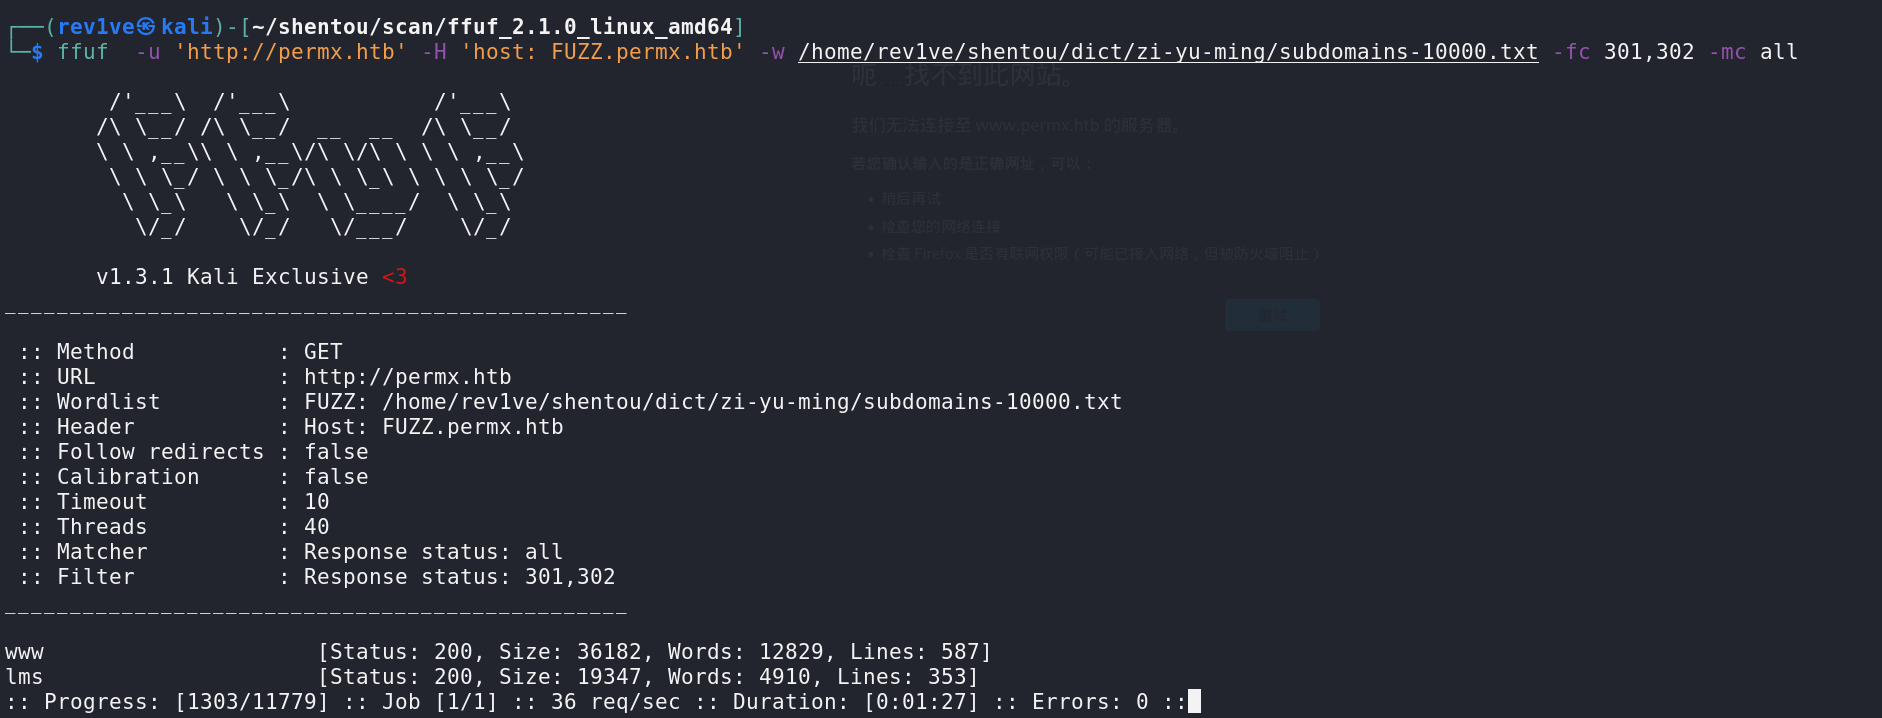 ┌──(rev1ve㉿kali)-[~/shentou/scan/ffuf_2.1.0_linux_amd64]
└─$ ffuf  -u 'http://permx.htb' -H 'host: FUZZ.permx.htb' -w /home/rev1ve/shentou/dict/zi-yu-ming/subdomains-10000.txt -fc 301,302 -mc all
呃…找不到此网站。
        /'___\  /'___\           /'___\
我们无法连接至 www.permx.htb 的服务器。
       /\ \__/ /\ \__/  __  __  /\ \__/
       \ \ ,__\\ \ ,__\/\ \/\ \ \ \ ,__\
若您确认输入的是正确网址，可以：
        \ \ \_/ \ \ \_/\ \ \_\ \ \ \ \_/
         \ \_\   \ \_\  \ \____/  \ \_\
• 稍后再试
          \/_/    \/_/   \/___/    \/_/
• 检查您的网络连接
• 检查 Firefox 是否有联网权限（可能已接入网络，但被防火墙阻止）
       v1.3.1 Kali Exclusive <3
________________________________________________
重试
 :: Method           : GET
 :: URL              : http://permx.htb
 :: Wordlist         : FUZZ: /home/rev1ve/shentou/dict/zi-yu-ming/subdomains-10000.txt
 :: Header           : Host: FUZZ.permx.htb
 :: Follow redirects : false
 :: Calibration      : false
 :: Timeout          : 10
 :: Threads          : 40
 :: Matcher          : Response status: all
 :: Filter           : Response status: 301,302
________________________________________________
www                     [Status: 200, Size: 36182, Words: 12829, Lines: 587]
lms                     [Status: 200, Size: 19347, Words: 4910, Lines: 353]
:: Progress: [1303/11779] :: Job [1/1] :: 36 req/sec :: Duration: [0:01:27] :: Errors: 0 ::